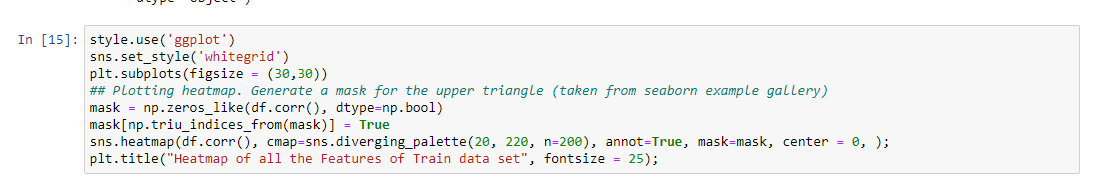 In [15]: style.use('ggplot')
sns.set_style('whitegrid')
plt.subplots(figsize = (30,30))
## Plotting heatmap. Generate a mask for the upper triangle (taken from seaborn example gallery)
mask = np.zeros_like(df.corr(), dtype=np.bool)
mask[np.triu_indices_from(mask)] = True
sns.heatmap(df.corr(), cmap=sns.diverging_palette(20, 220, n=200), annot=True, mask=mask, center = 0, );
plt.title("Heatmap of all the Features of Train data set", fontsize = 25);